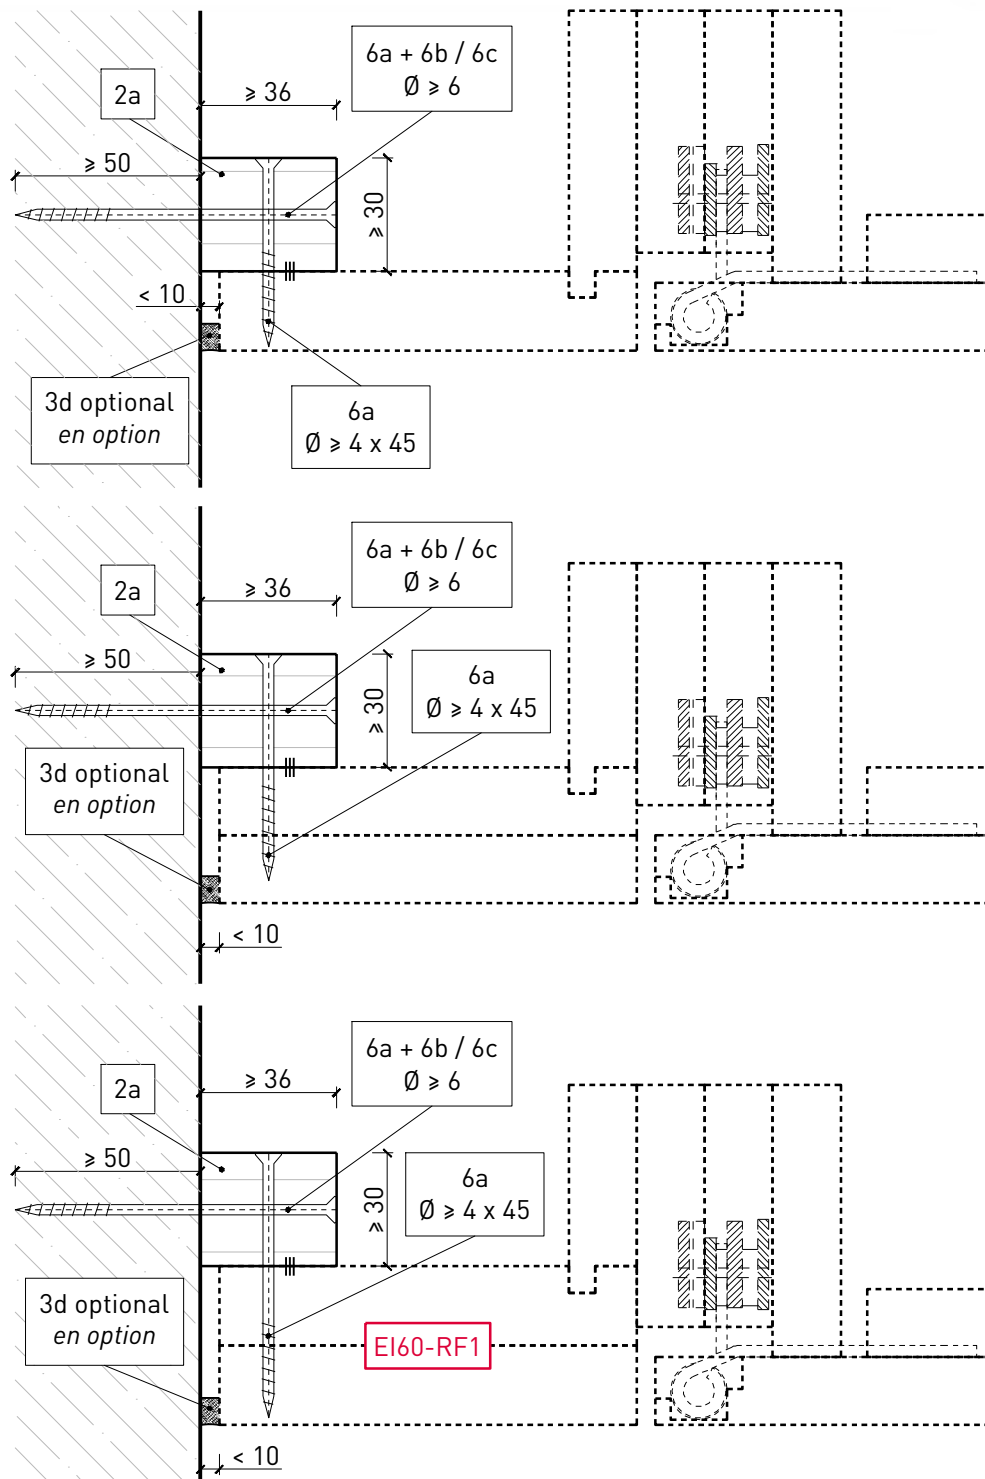 6a + 6b / 6c
Ø ⩾ 6
2a
⩾ 36
⩾ 50
⩾ 30
< 10
3d optional
en option
6a
Ø ⩾ 4 x 45
6a + 6b / 6c
Ø ⩾ 6
2a
⩾ 36
⩾ 50
6a
Ø ⩾ 4 x 45
⩾ 30
3d optional
en option
< 10
6a + 6b / 6c
Ø ⩾ 6
2a
⩾ 36
⩾ 50
6a
Ø ⩾ 4 x 45
⩾ 30
3d optional
en option
EI60-RF1
< 10